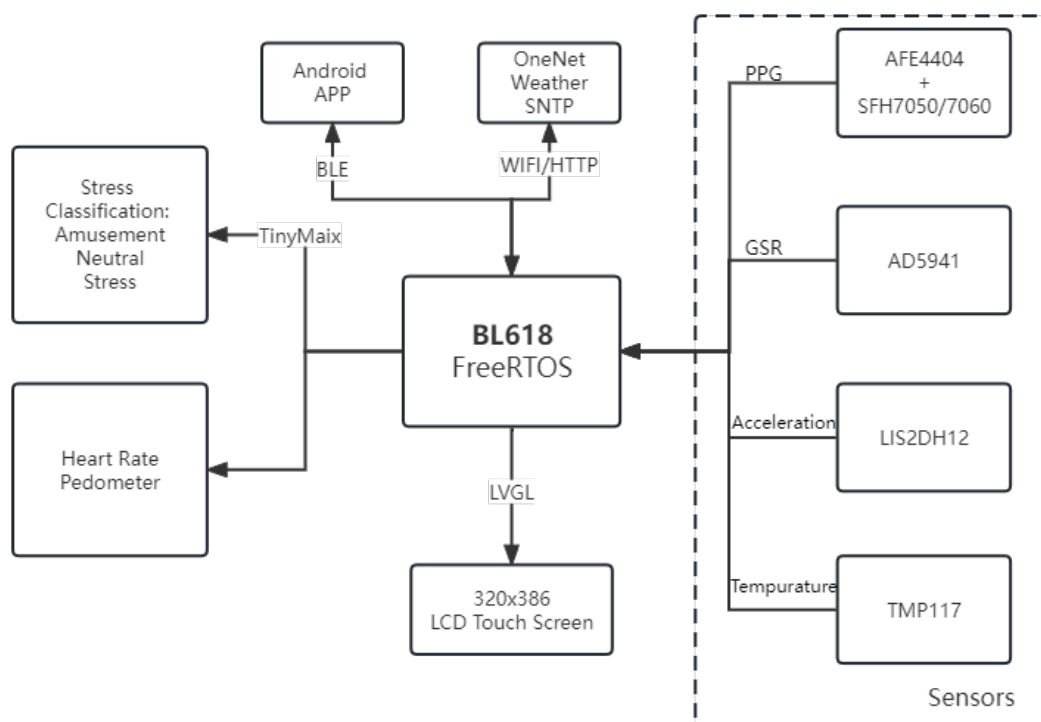 Android
APP
OneNet
Weather
SNTP
PPG
AFE4404
+
SFH7050/7060
BLE
WIFI/HTTP
Stress
Classification:
Amusement
Neutral
Stress
TinyMaix
GSR
AD5941
BL618
FreeRTOS
Acceleration
LIS2DH12
Heart Rate
Pedometer
LVGL
320x386
LCD Touch Screen
Tempurature
TMP117
Sensors